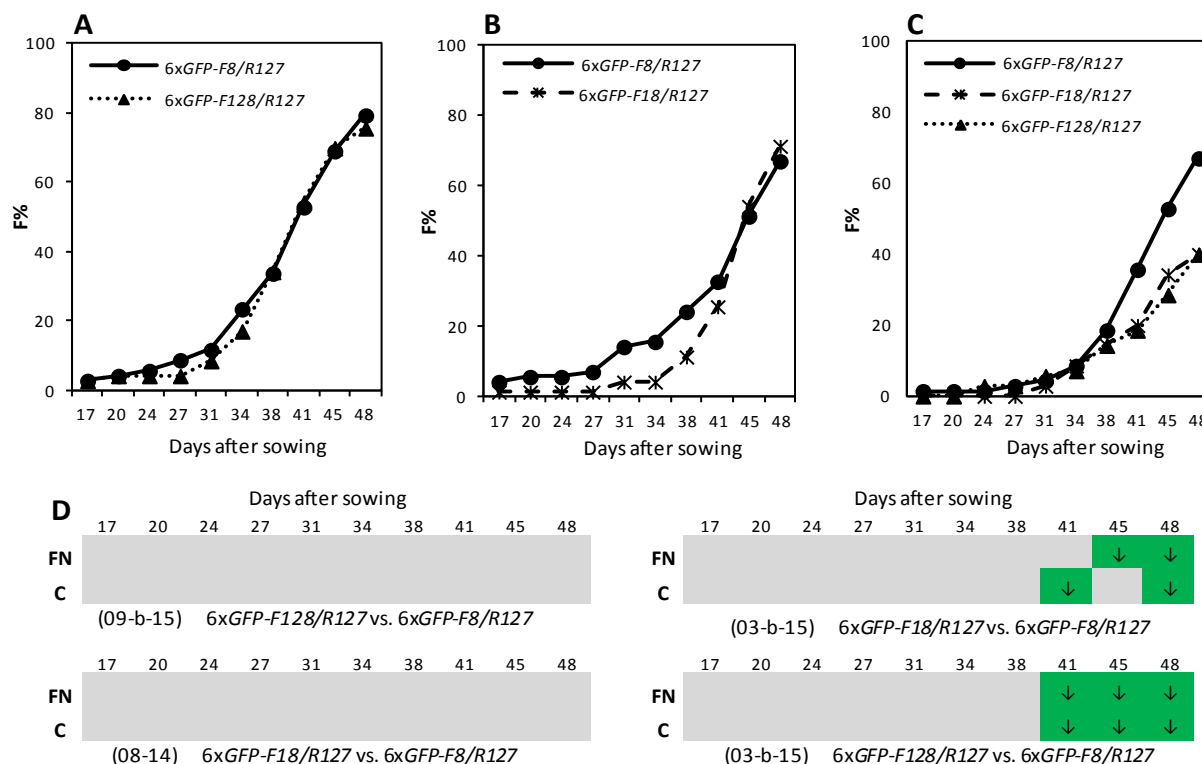 A
100
80
60
40
20
0
F%
6xGFP-F8/R127
6xGFP-F128/R127
17 20 24 27 31 34 38 41 45 48
Days after sowing
B
100
80
60
40
20
0
F%
6xGFP-F8/R127
6xGFP-F18/R127
17 20 24 27 31 34 38 41 45 48
Days after sowing
C
100
80
60
40
20
0
F%
6xGFP-F8/R127
6xGFP-F18/R127
6xGFP-F128/R127
17 20 24 27 31 34 38 41 45 48
Days after sowing
D
Days after sowing
17 20 24 27 31 34 38 41 45 48
FN
C
(09-b-15) 6xGFP-F128/R127 vs. 6xGFP-F8/R127
17 20 24 27 31 34 38 41 45 48
FN
C
(08-14) 6xGFP-F18/R127 vs. 6xGFP-F8/R127
Days after sowing
17 20 24 27 31 34 38 41 45 48
FN ↓ ↓
C ↓ ↓
(03-b-15) 6xGFP-F18/R127 vs. 6xGFP-F8/R127
17 20 24 27 31 34 38 41 45 48
FN ↓ ↓ ↓
C ↓ ↓ ↓
(03-b-15) 6xGFP-F128/R127 vs. 6xGFP-F8/R127